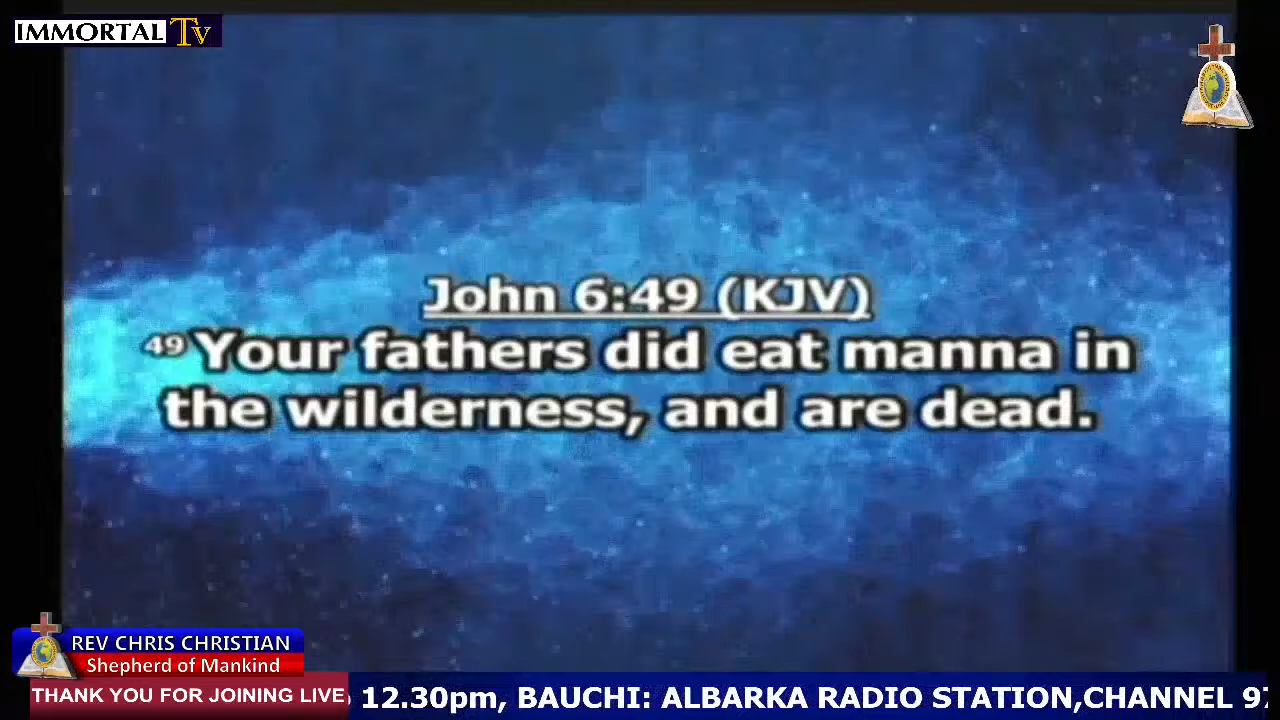 IMMORTAL Tv
John 6:49 (KJV)
49 Your fathers did eat manna in
the wilderness, and are dead.
REV CHRIS CHRISTIAN
Shepherd of Mankind
THANK YOU FOR JOINING LIVE, 12.30pm, BAUCHI: ALBARKA RADIO STATION,CHANNEL 97